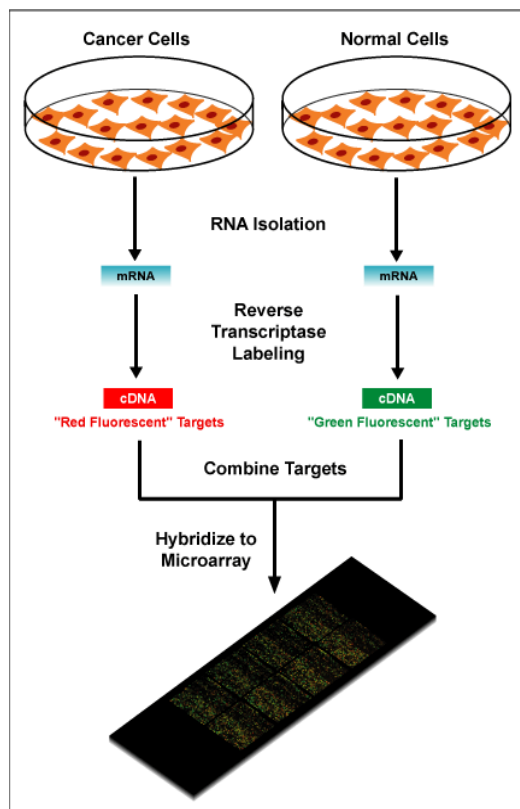 Cancer Cells
Normal Cells
RNA Isolation
mRNA
mRNA
Reverse
Transcriptase
Labeling
cDNA
cDNA
"Red Fluorescent" Targets
"Green Fluorescent" Targets
Combine Targets
Hybridize to
Microarray